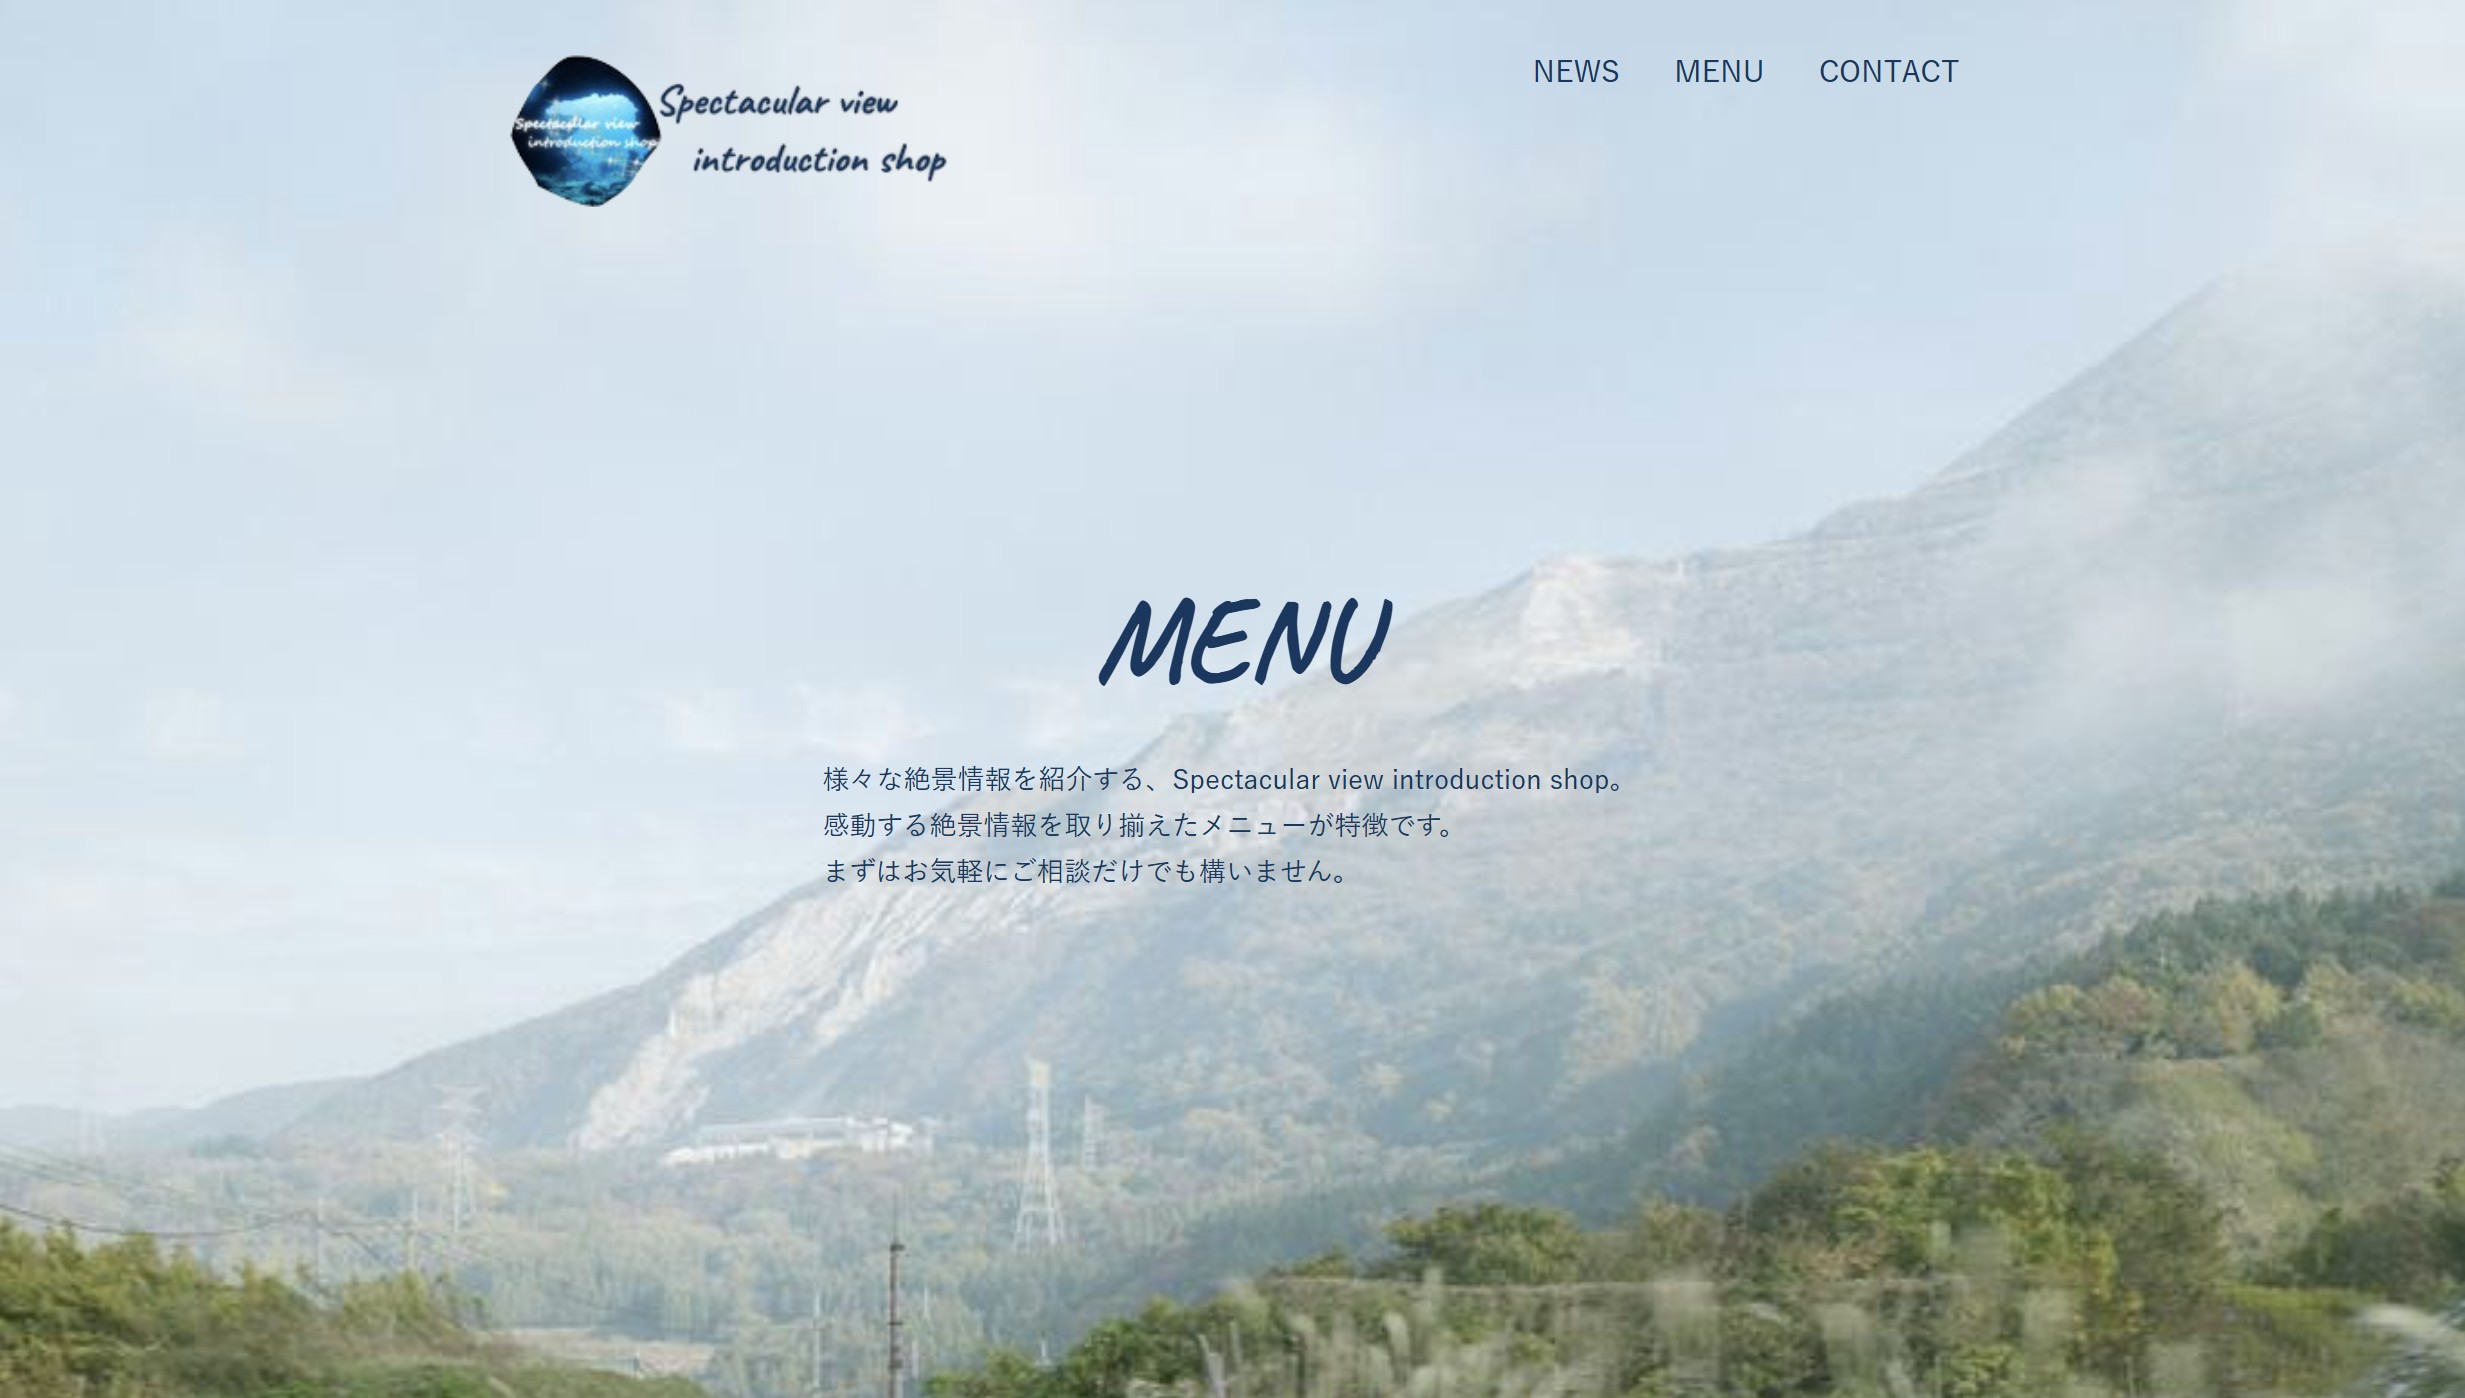 Spectacular view
introduction shop
Spectacular view
introduction shop
NEWS MENU CONTACT
MENU
様々な絶景情報を紹介する、Spectacular view introduction shop。
感動する絶景情報を取り揃えたメニューが特徴です。
まずはお気軽にご相談だけでも構いません。